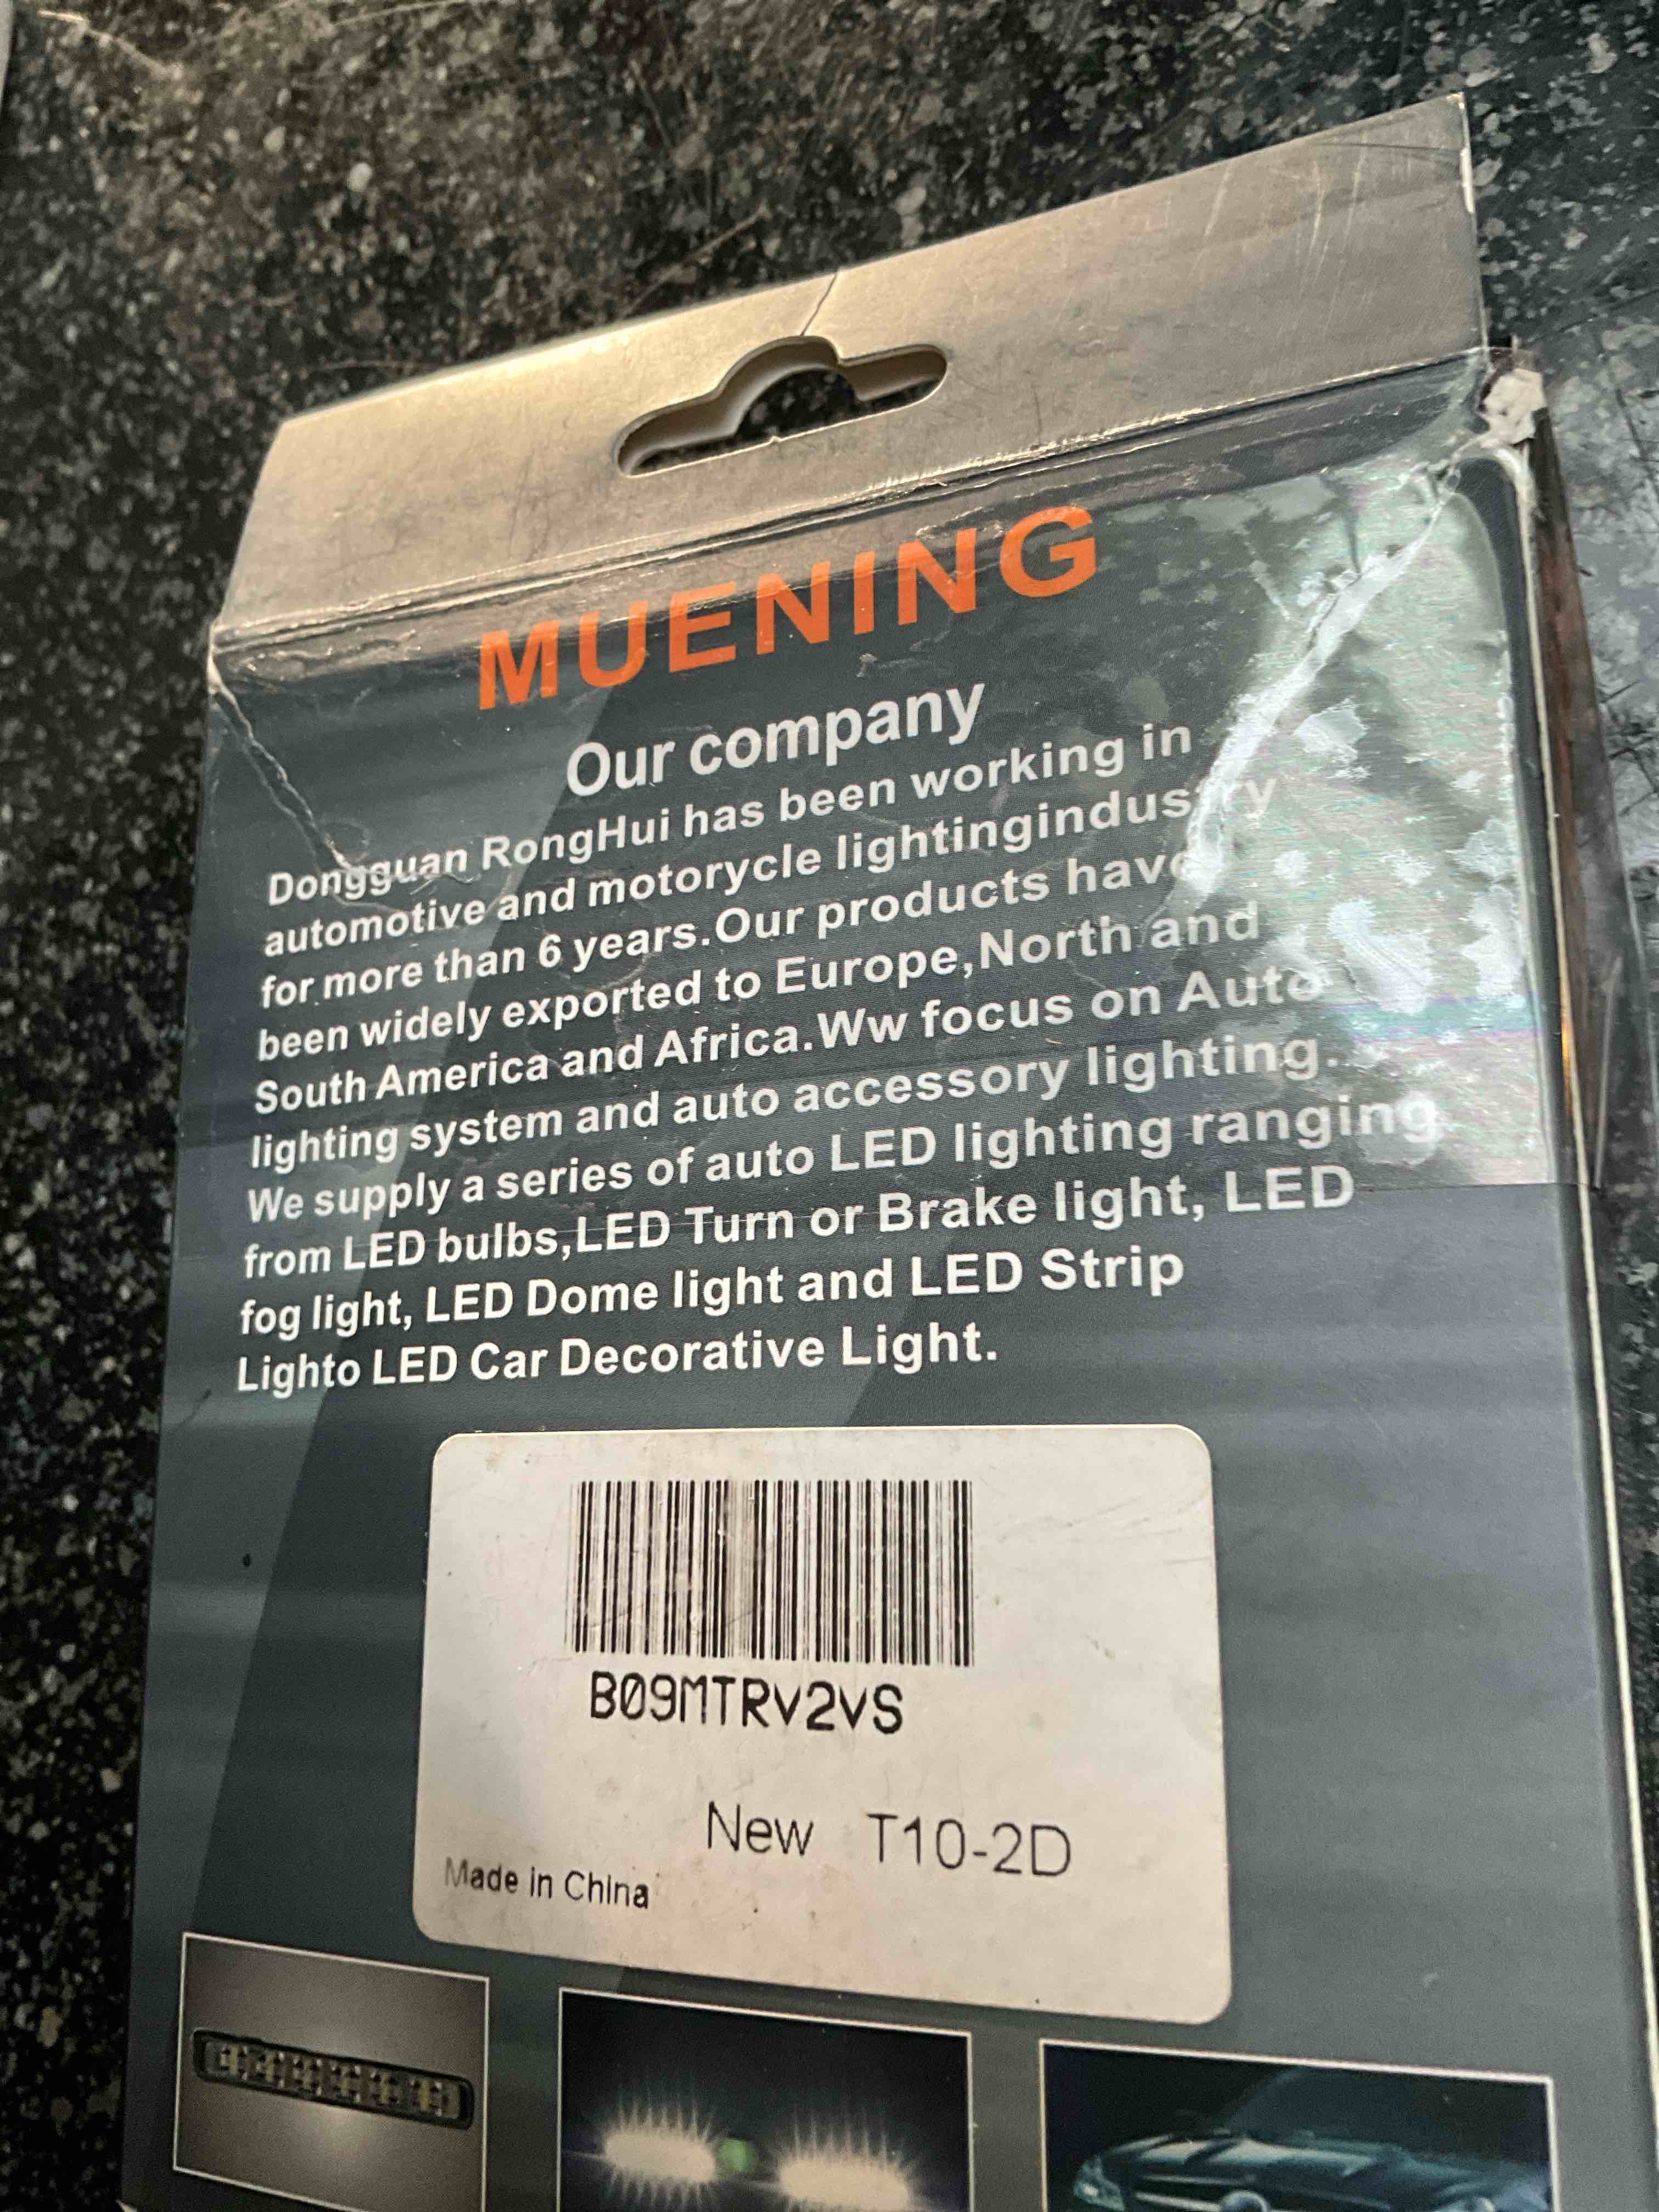 MUENING
Our company
Dongguan RongHui has been working in
automotive and motorycle lightingindustry
for more than 6 years.Our products have
been widely exported to Europe,North and
South America and Africa.Ww focus on Auto
lighting system and auto accessory lighting.
We supply a series of auto LED lighting ranging
from LED bulbs,LED Turn or Brake light, LED
fog light, LED Dome light and LED Strip
Lighto LED Car Decorative Light.
B09MTRV2VS
New T10-2D
Made in China